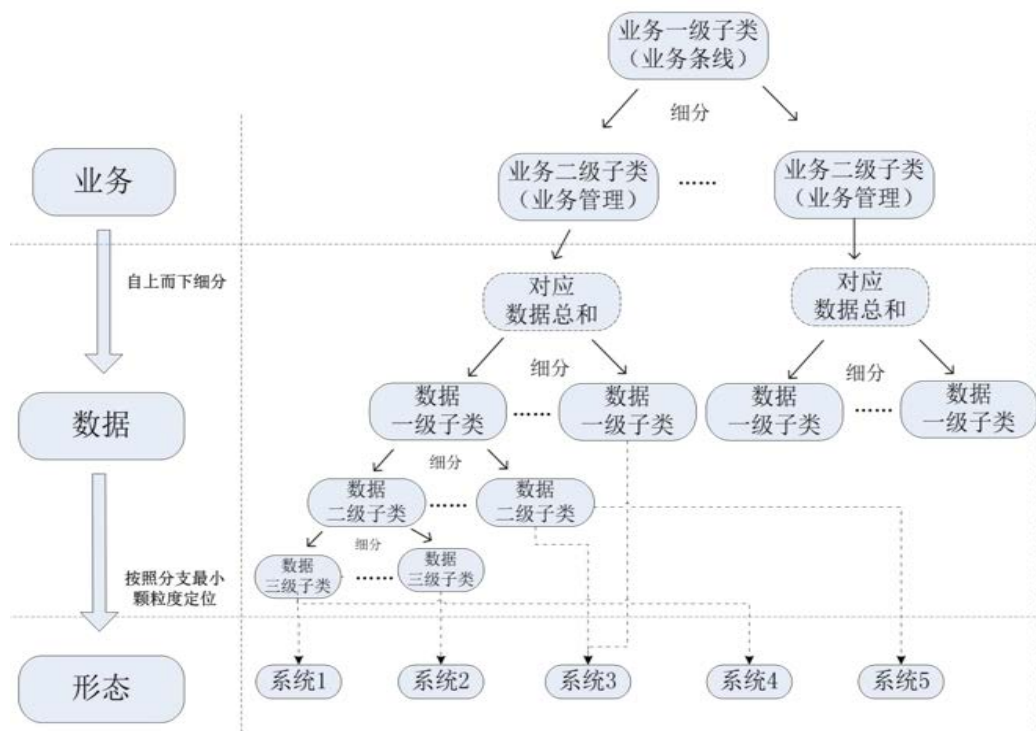 业务一级子类
（业务条线）
细分
业务
业务二级子类
（业务管理）
······
业务二级子类
（业务管理）
自上而下细分
对应
数据总和
对应
数据总和
细分
细分
数据
数据
一级子类
······
数据
一级子类
数据
一级子类
······
数据
一级子类
细分
数据
二级子类
······
数据
二级子类
细分
数据
三级子类
······
数据
三级子类
按照分支最小
颗粒度定位
形态
系统1
系统2
系统3
系统4
系统5